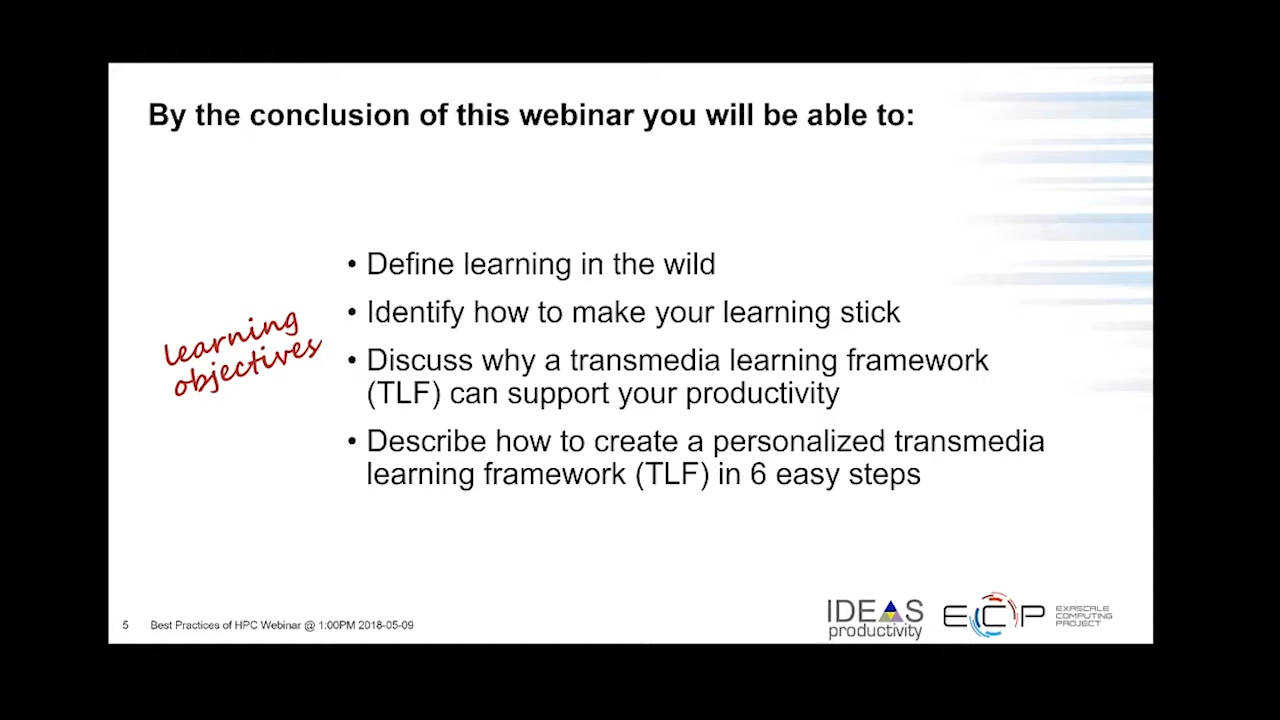 By the conclusion of this webinar you will be able to:
• Define learning in the wild
• Identify how to make your learning stick
learning
objectives
• Discuss why a transmedia learning framework
(TLF) can support your productivity
• Describe how to create a personalized transmedia
learning framework (TLF) in 6 easy steps
5 Best Practices of HPC Webinar @ 1:00PM 2018-05-09
IDEAS
productivity
ECP
EXASCALE
COMPUTING
PROJECT